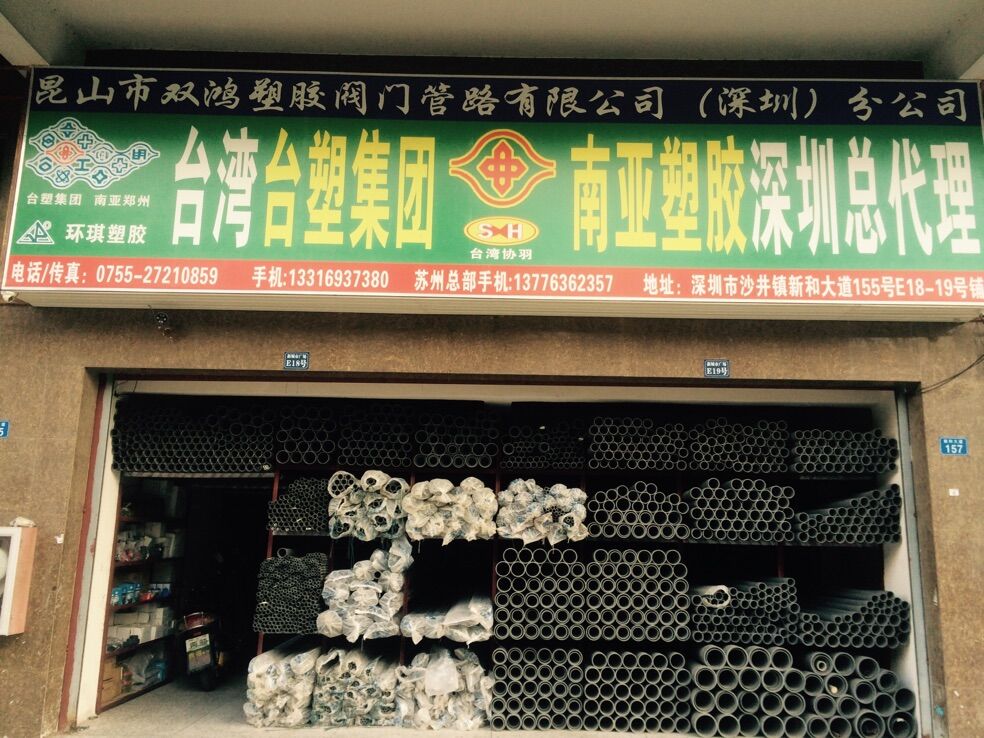 昆山市双鸿塑胶阀门管路有限公司（深圳）分公司
台塑集团 南亚郑州
环琪塑胶
台湾台塑集团
SH
台湾协羽
南亚塑胶深圳总代理
电话/传真：0755-27210859 手机:13316937380 苏州总部手机:13776362357 地址：深圳市沙井镇新和大道155号E18-19号铺
E18号
E19号
157